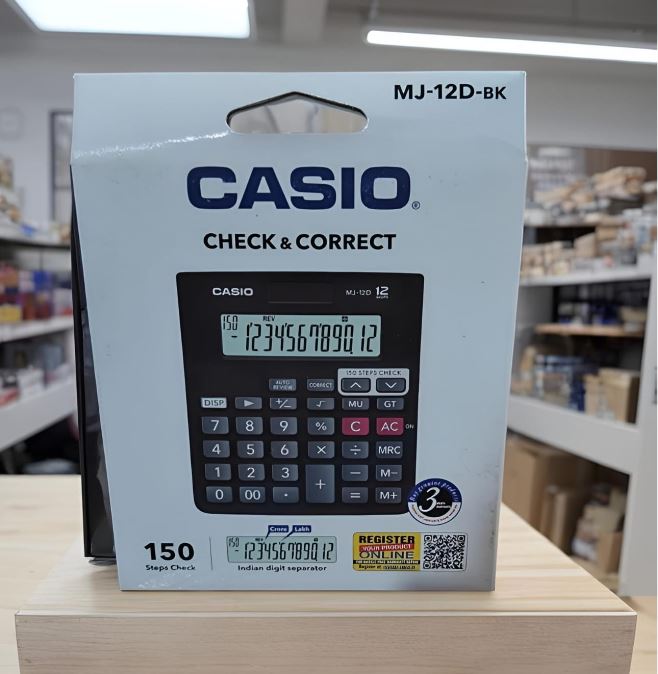 MJ-12D-BK
CASIO®
CHECK & CORRECT
CASIO
MJ-12D 12
150 REV
-123456789012
150 STEPS CHECK
AUTO REVIEW CORRECT
DISP ▶ +/- √ MU GT
7 8 9 % C AC ON
4 5 6 × ÷ MRC
1 2 3 + − M−
0 00 · = M+
3
150
Steps Check
Crore Lakh
150
-123456789012
Indian digit separator
REGISTER
YOUR PRODUCT
ONLINE